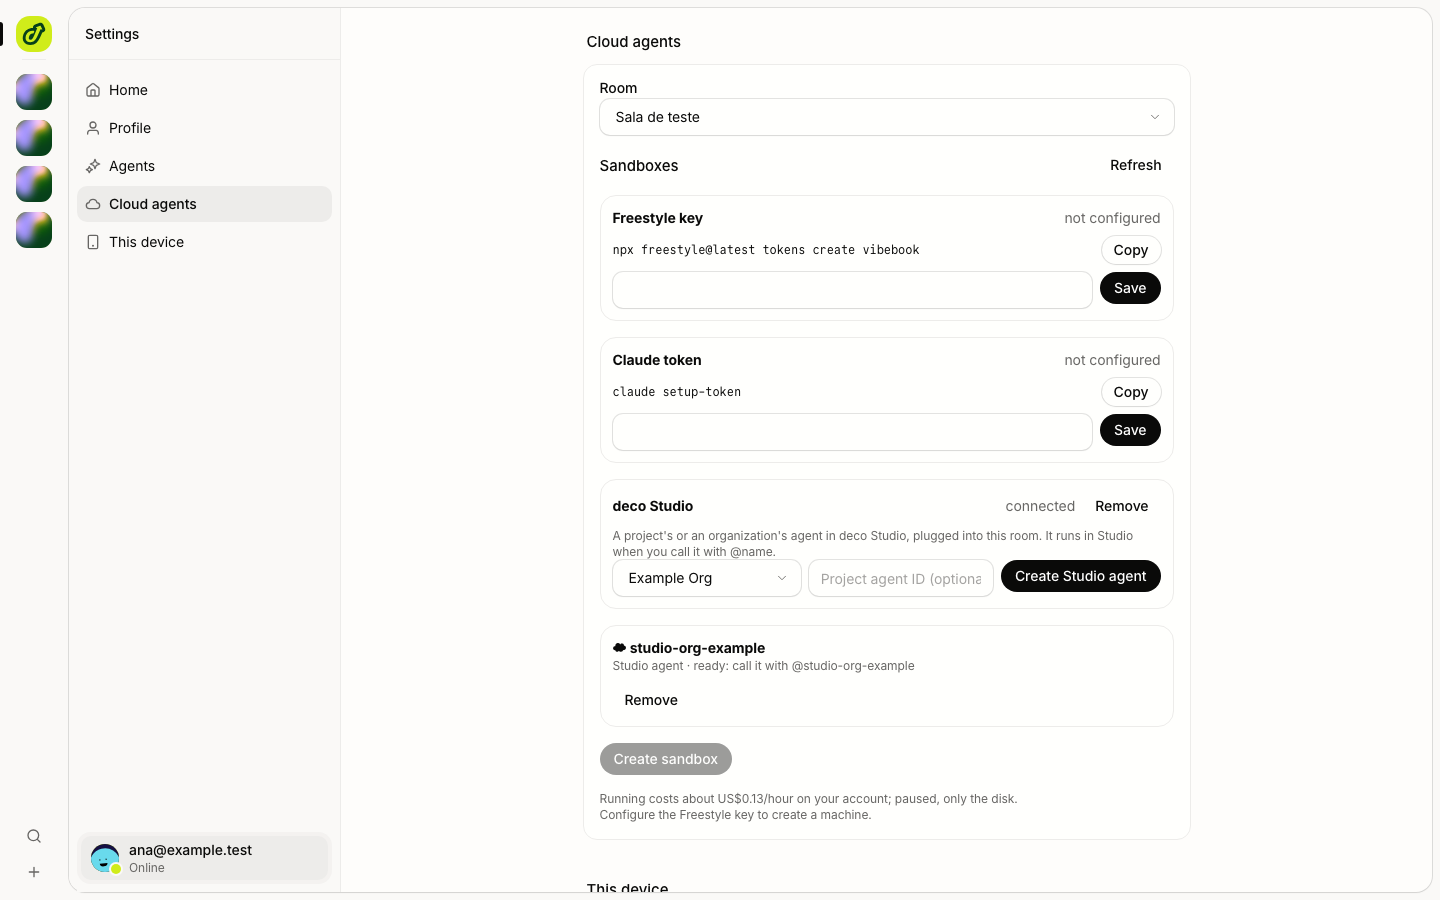 Settings
Home
Profile
Agents
Cloud agents
This device
ana@example.test
Online
Cloud agents
Room
Sala de teste
Sandboxes
Refresh
Freestyle key
not configured
npx freestyle@latest tokens create vibebook
Copy
Save
Claude token
not configured
claude setup-token
Copy
Save
deco Studio
connected
Remove
A project's or an organization's agent in deco Studio, plugged into this room. It runs in Studio
when you call it with @name.
Example Org
Project agent ID (optiona
Create Studio agent
studio-org-example
Studio agent · ready: call it with @studio-org-example
Remove
Create sandbox
Running costs about US$0.13/hour on your account; paused, only the disk.
Configure the Freestyle key to create a machine.
This device